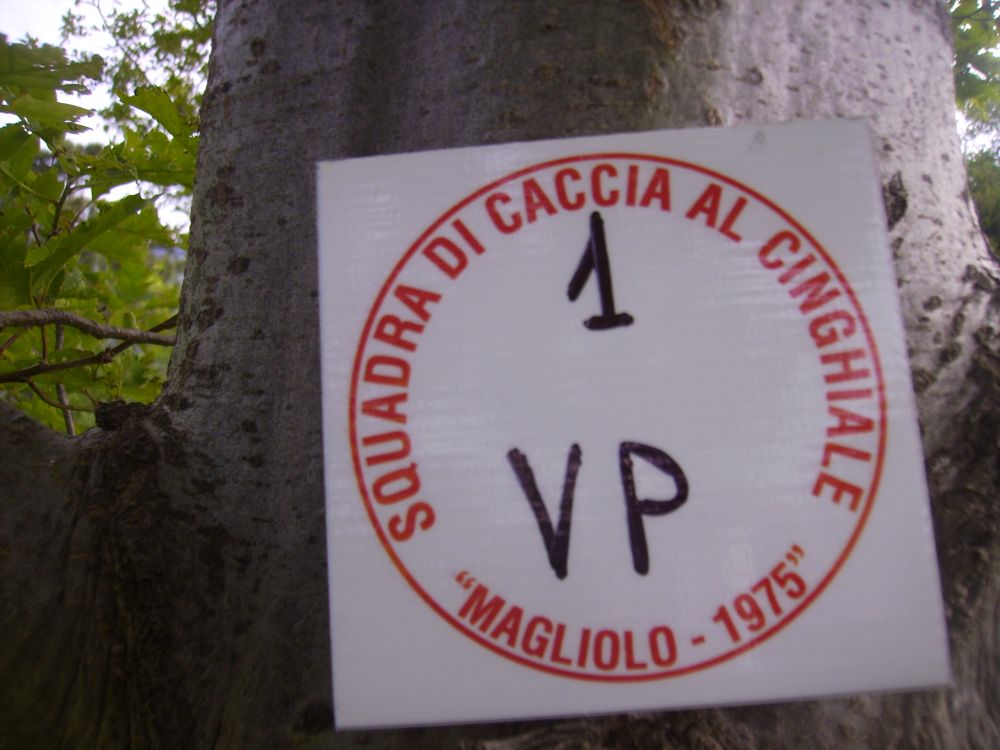 SQUADRA DI CACCIA AL CINGHIALE
1
VP
“MAGLIOLO - 1975”